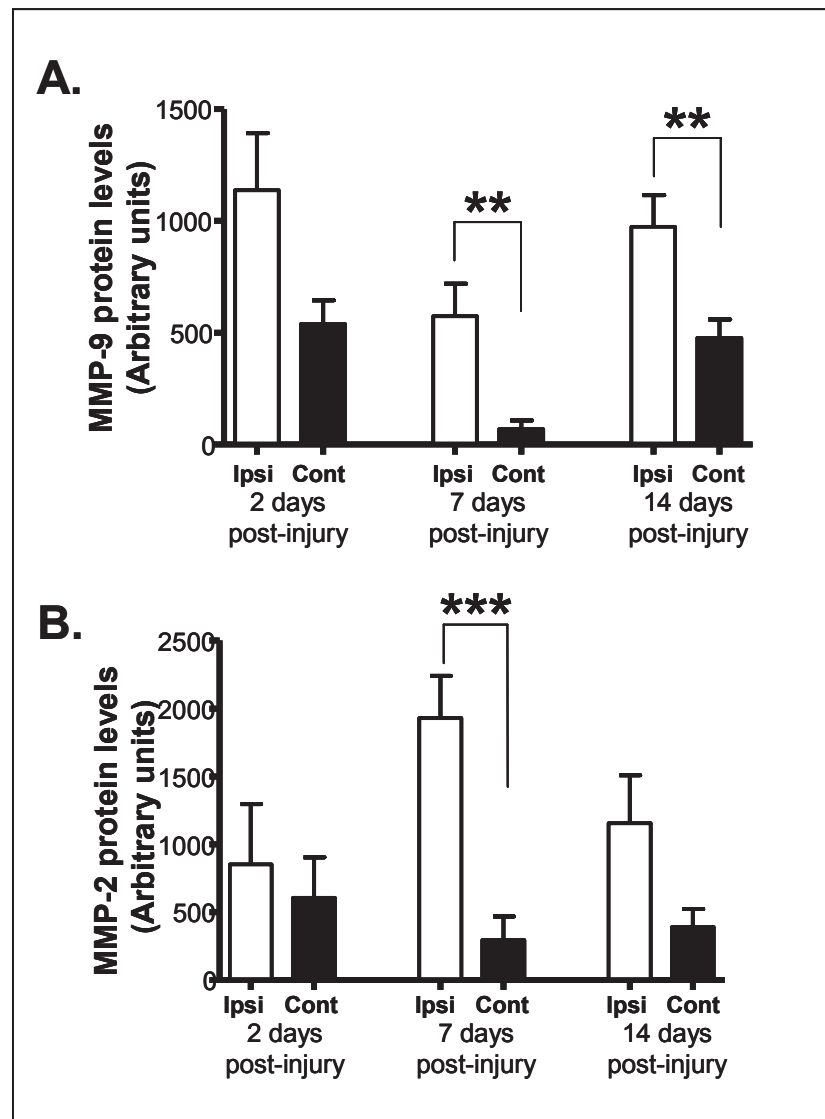 A.
MMP-9 protein levels
(Arbitrary units)
1500
1000
500
0
**
**
Ipsi Cont Ipsi Cont Ipsi Cont
2 days 7 days 14 days
post-injury post-injury post-injury
B.
MMP-2 protein levels
(Arbitrary units)
2500
2000
1500
1000
500
0
***
Ipsi Cont Ipsi Cont Ipsi Cont
2 days 7 days 14 days
post-injury post-injury post-injury